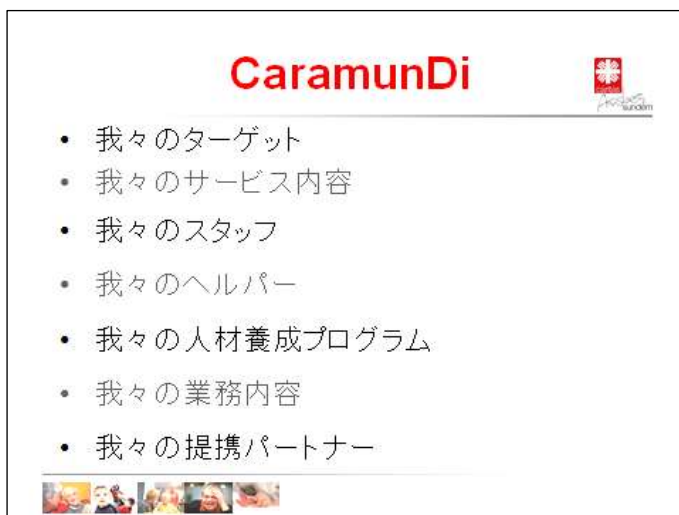 CaramunDi
• 我々のターゲット
• 我々のサービス内容
• 我々のスタッフ
• 我々のヘルパー
• 我々の人材養成プログラム
• 我々の業務内容
• 我々の提携パートナー